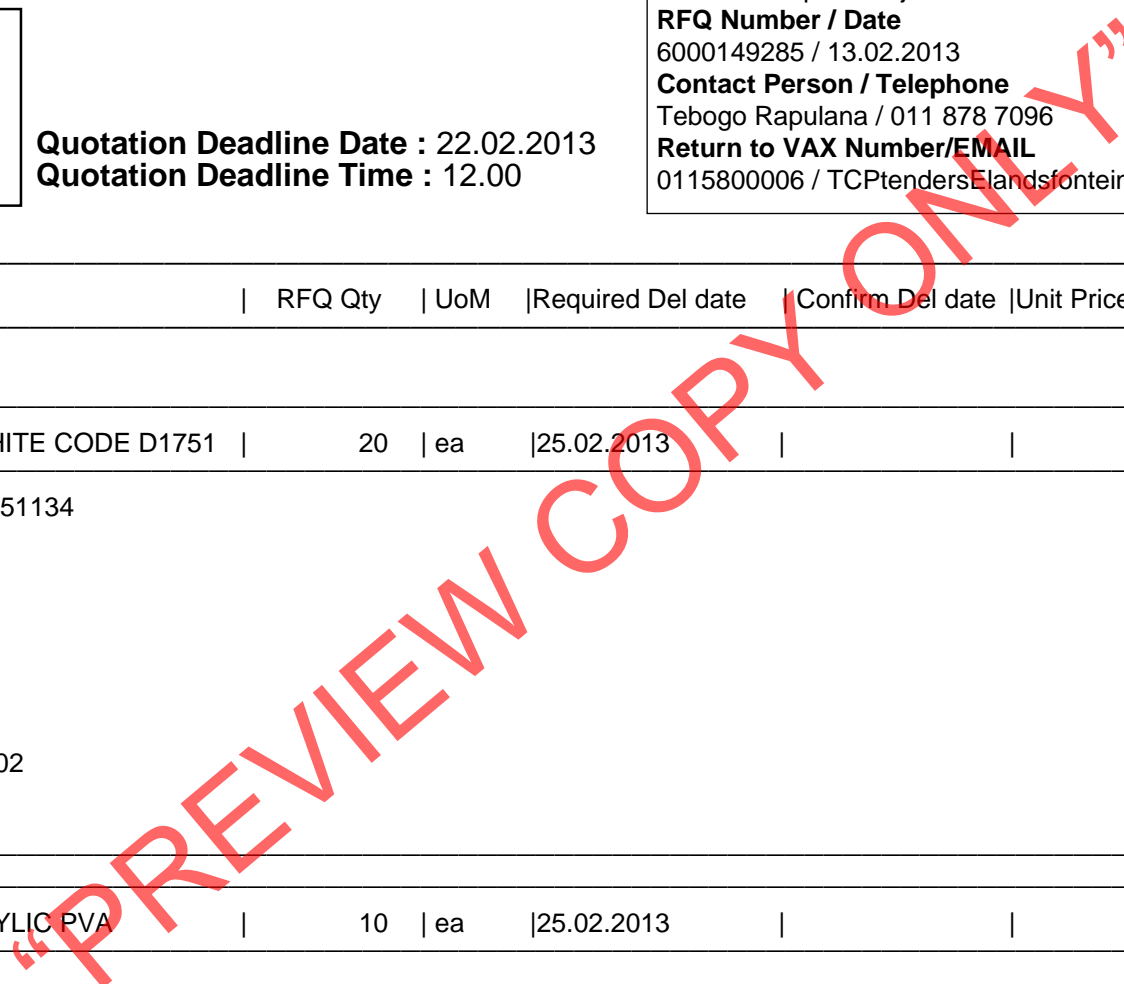 RFQ Number / Date
6000149285 / 13.02.2013
Contact Person / Telephone
Tebogo Rapulana / 011 878 7096
Return to VAX Number/EMAIL
0115800006 / TCPtendersElandsfontein
Quotation Deadline Date : 22.02.2013
Quotation Deadline Time : 12.00
| RFQ Qty | UoM |Required Del date | Confirm Del date |Unit Price
HITE CODE D1751 | 20 | ea |25.02.2013 | |
51134
02
YLIC PVA | 10 | ea |25.02.2013 | |
“PREVIEW COPY ONLY”